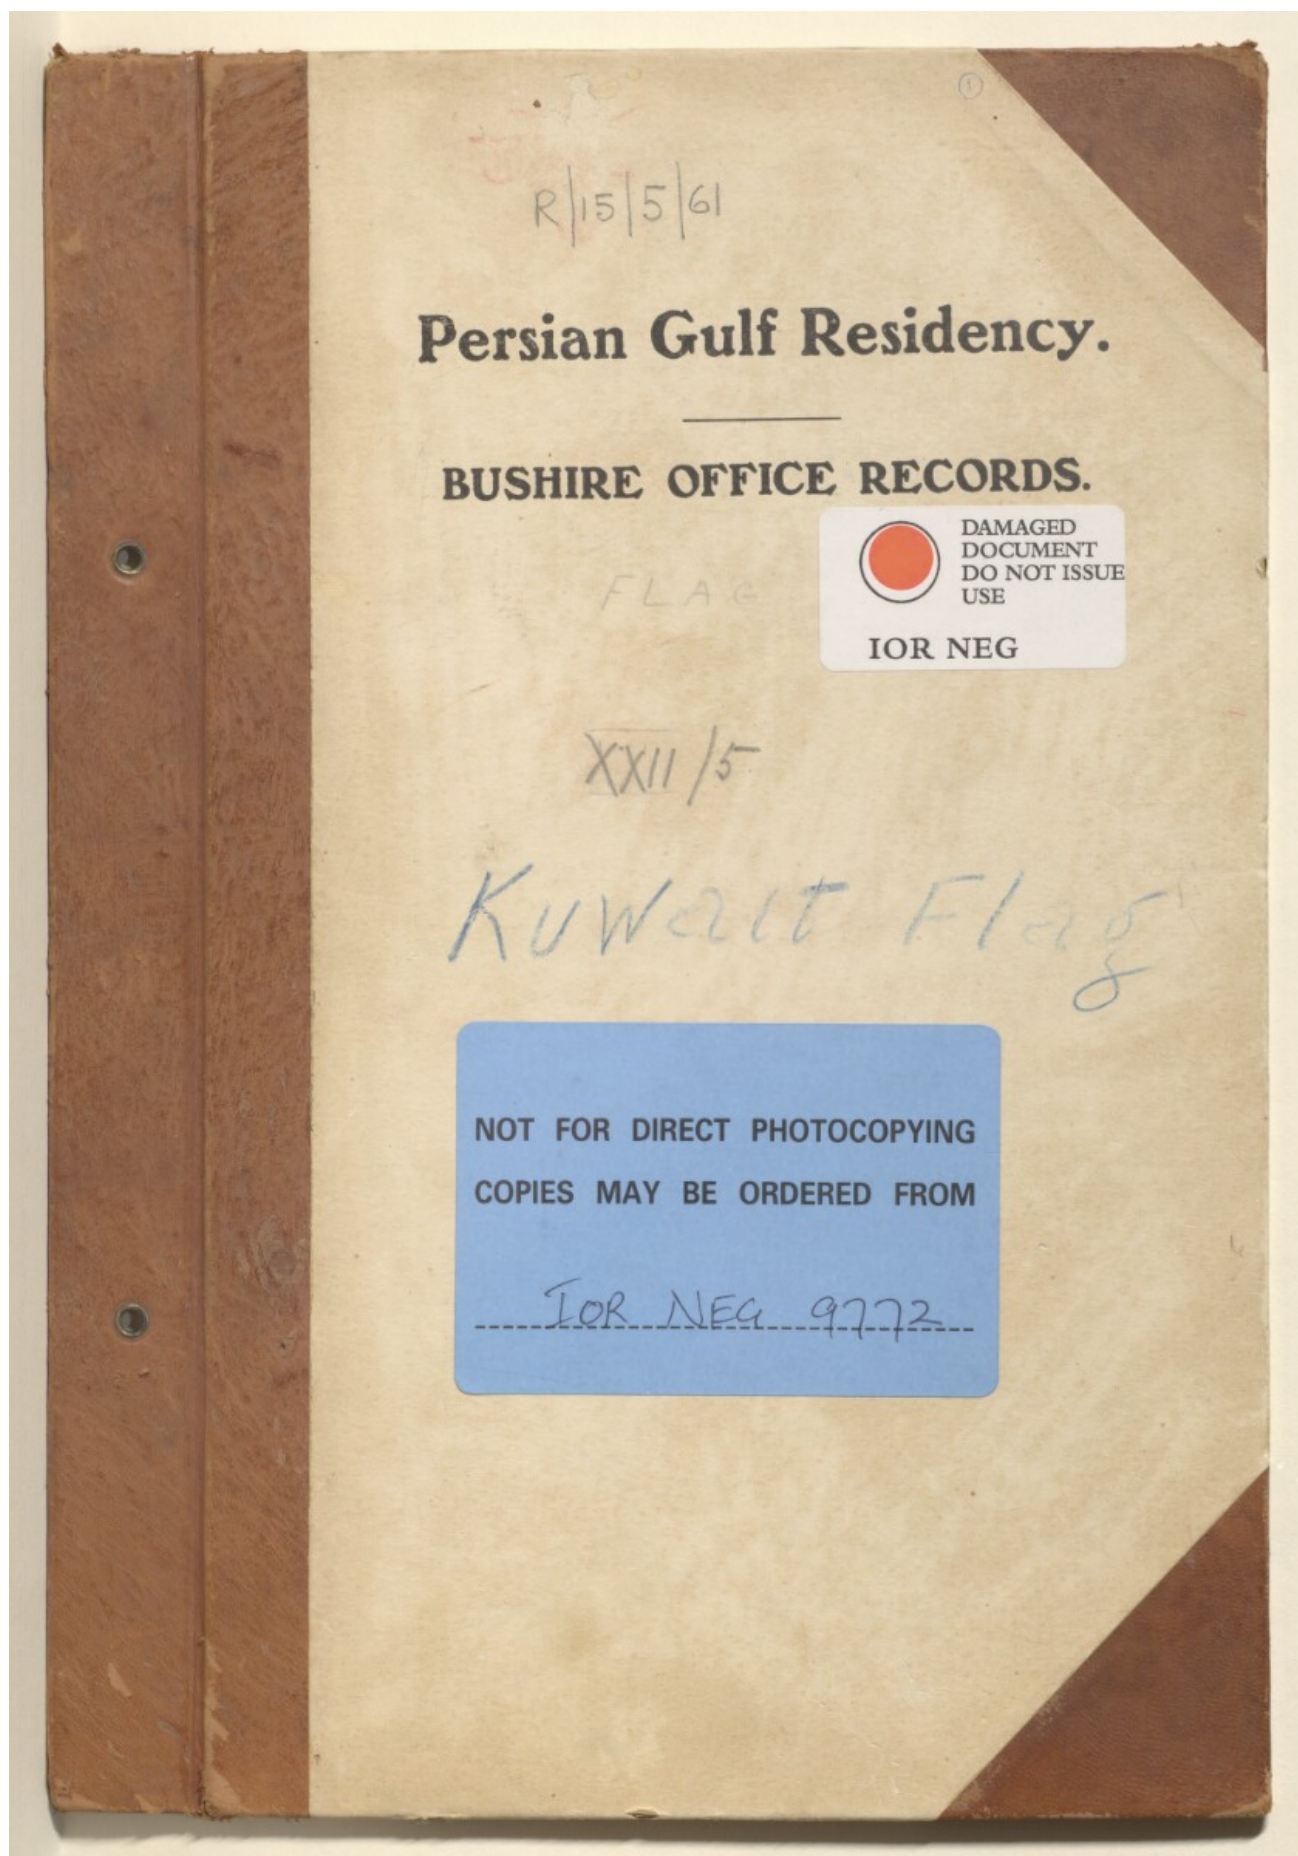 1
R/15/5/61
Persian Gulf Residency.
BUSHIRE OFFICE RECORDS.
DAMAGED
DOCUMENT
DO NOT ISSUE
USE
IOR NEG
FLAG
XXII/5
Kuwait Flag
NOT FOR DIRECT PHOTOCOPYING
COPIES MAY BE ORDERED FROM
IOR NEG 9772